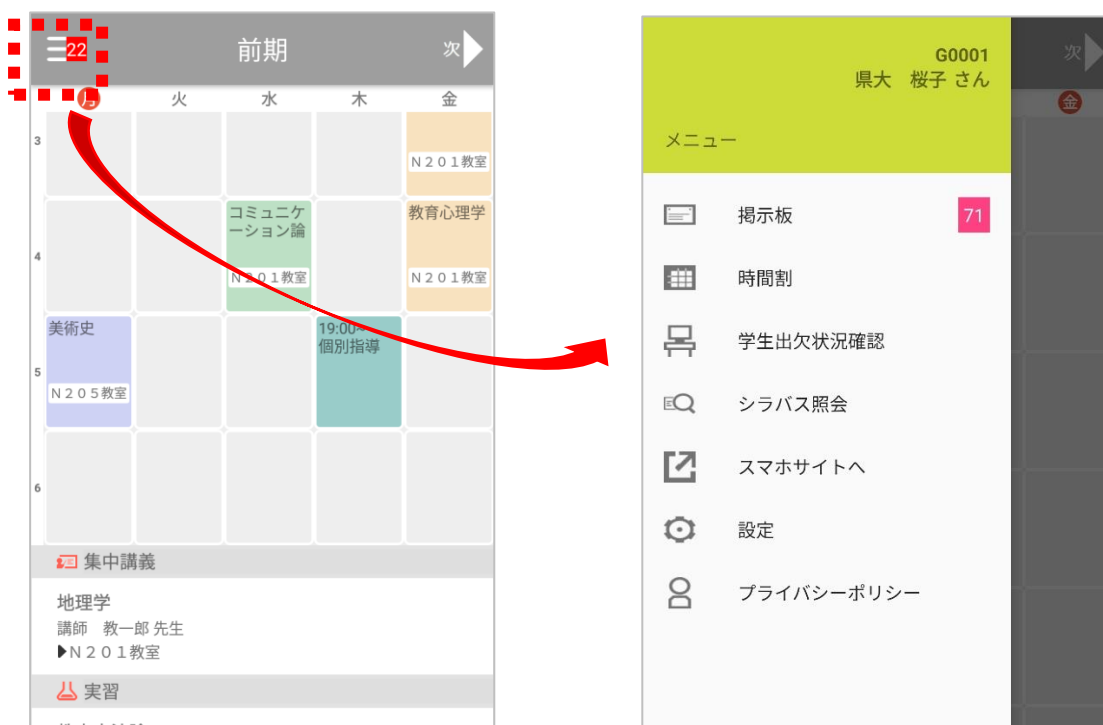 22
前期
次
月
火
水
木
金
3
N201教室
コミュニケ
ーション論
教育心理学
4
N201教室
N201教室
美術史
19:00~
個別指導
5
N205教室
6
集中講義
地理学
講師 教一郎 先生
▶N201教室
実習
G0001
県大 桜子 さん
次
金
メニュー
掲示板
71
時間割
学生出欠状況確認
シラバス照会
スマホサイトへ
設定
プライバシーポリシー